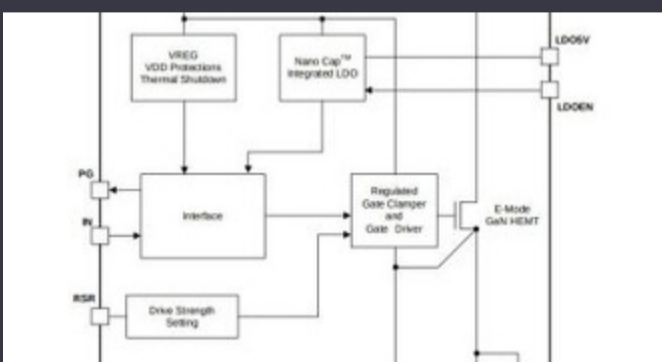 LDO5V
VREG
VDD Protections
Thermal Shutdown
Nano Cap™
Integrated LDO
LDOEN
PG
Regulated
Gate Clamper
and
Gate Driver
Interface
E-Mode
GaN HEMT
IN
RSR
Drive Strength
Setting